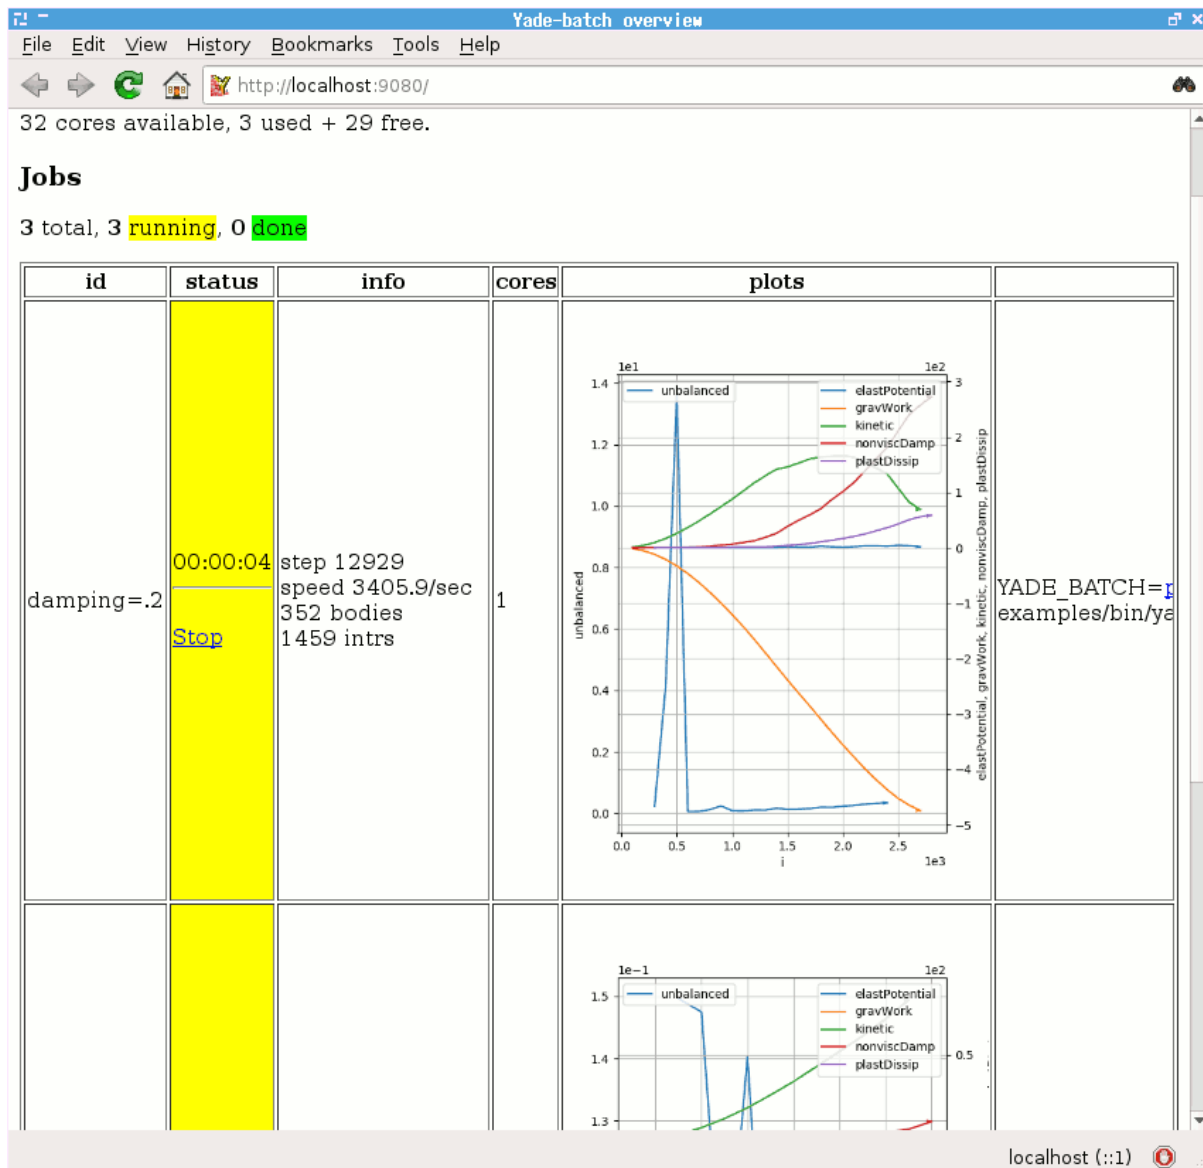 Yade-batch overview
File Edit View History Bookmarks Tools Help
http://localhost:9080/
32 cores available, 3 used + 29 free.
Jobs
3 total, 3 running, 0 done
id status info cores plots
damping=.2
00:00:04
Stop
step 12929
speed 3405.9/sec
352 bodies
1459 intrs
1
1e1
1e2
unbalanced
elastPotential
gravWork
kinetic
nonviscDamp
plastDissip
1.4
1.2
1.0
0.8
0.6
0.4
0.2
0.0
unbalanced
3
2
1
0
−1
−2
−3
−4
−5
elastPotential, gravWork, kinetic, nonviscDamp, plastDissip
0.0 0.5 1.0 1.5 2.0 2.5
1e3
i
YADE_BATCH=p
examples/bin/ya
1e−1
1e2
unbalanced
elastPotential
gravWork
kinetic
nonviscDamp
plastDissip
1.5
1.4
1.3
0.5
localhost (::1)